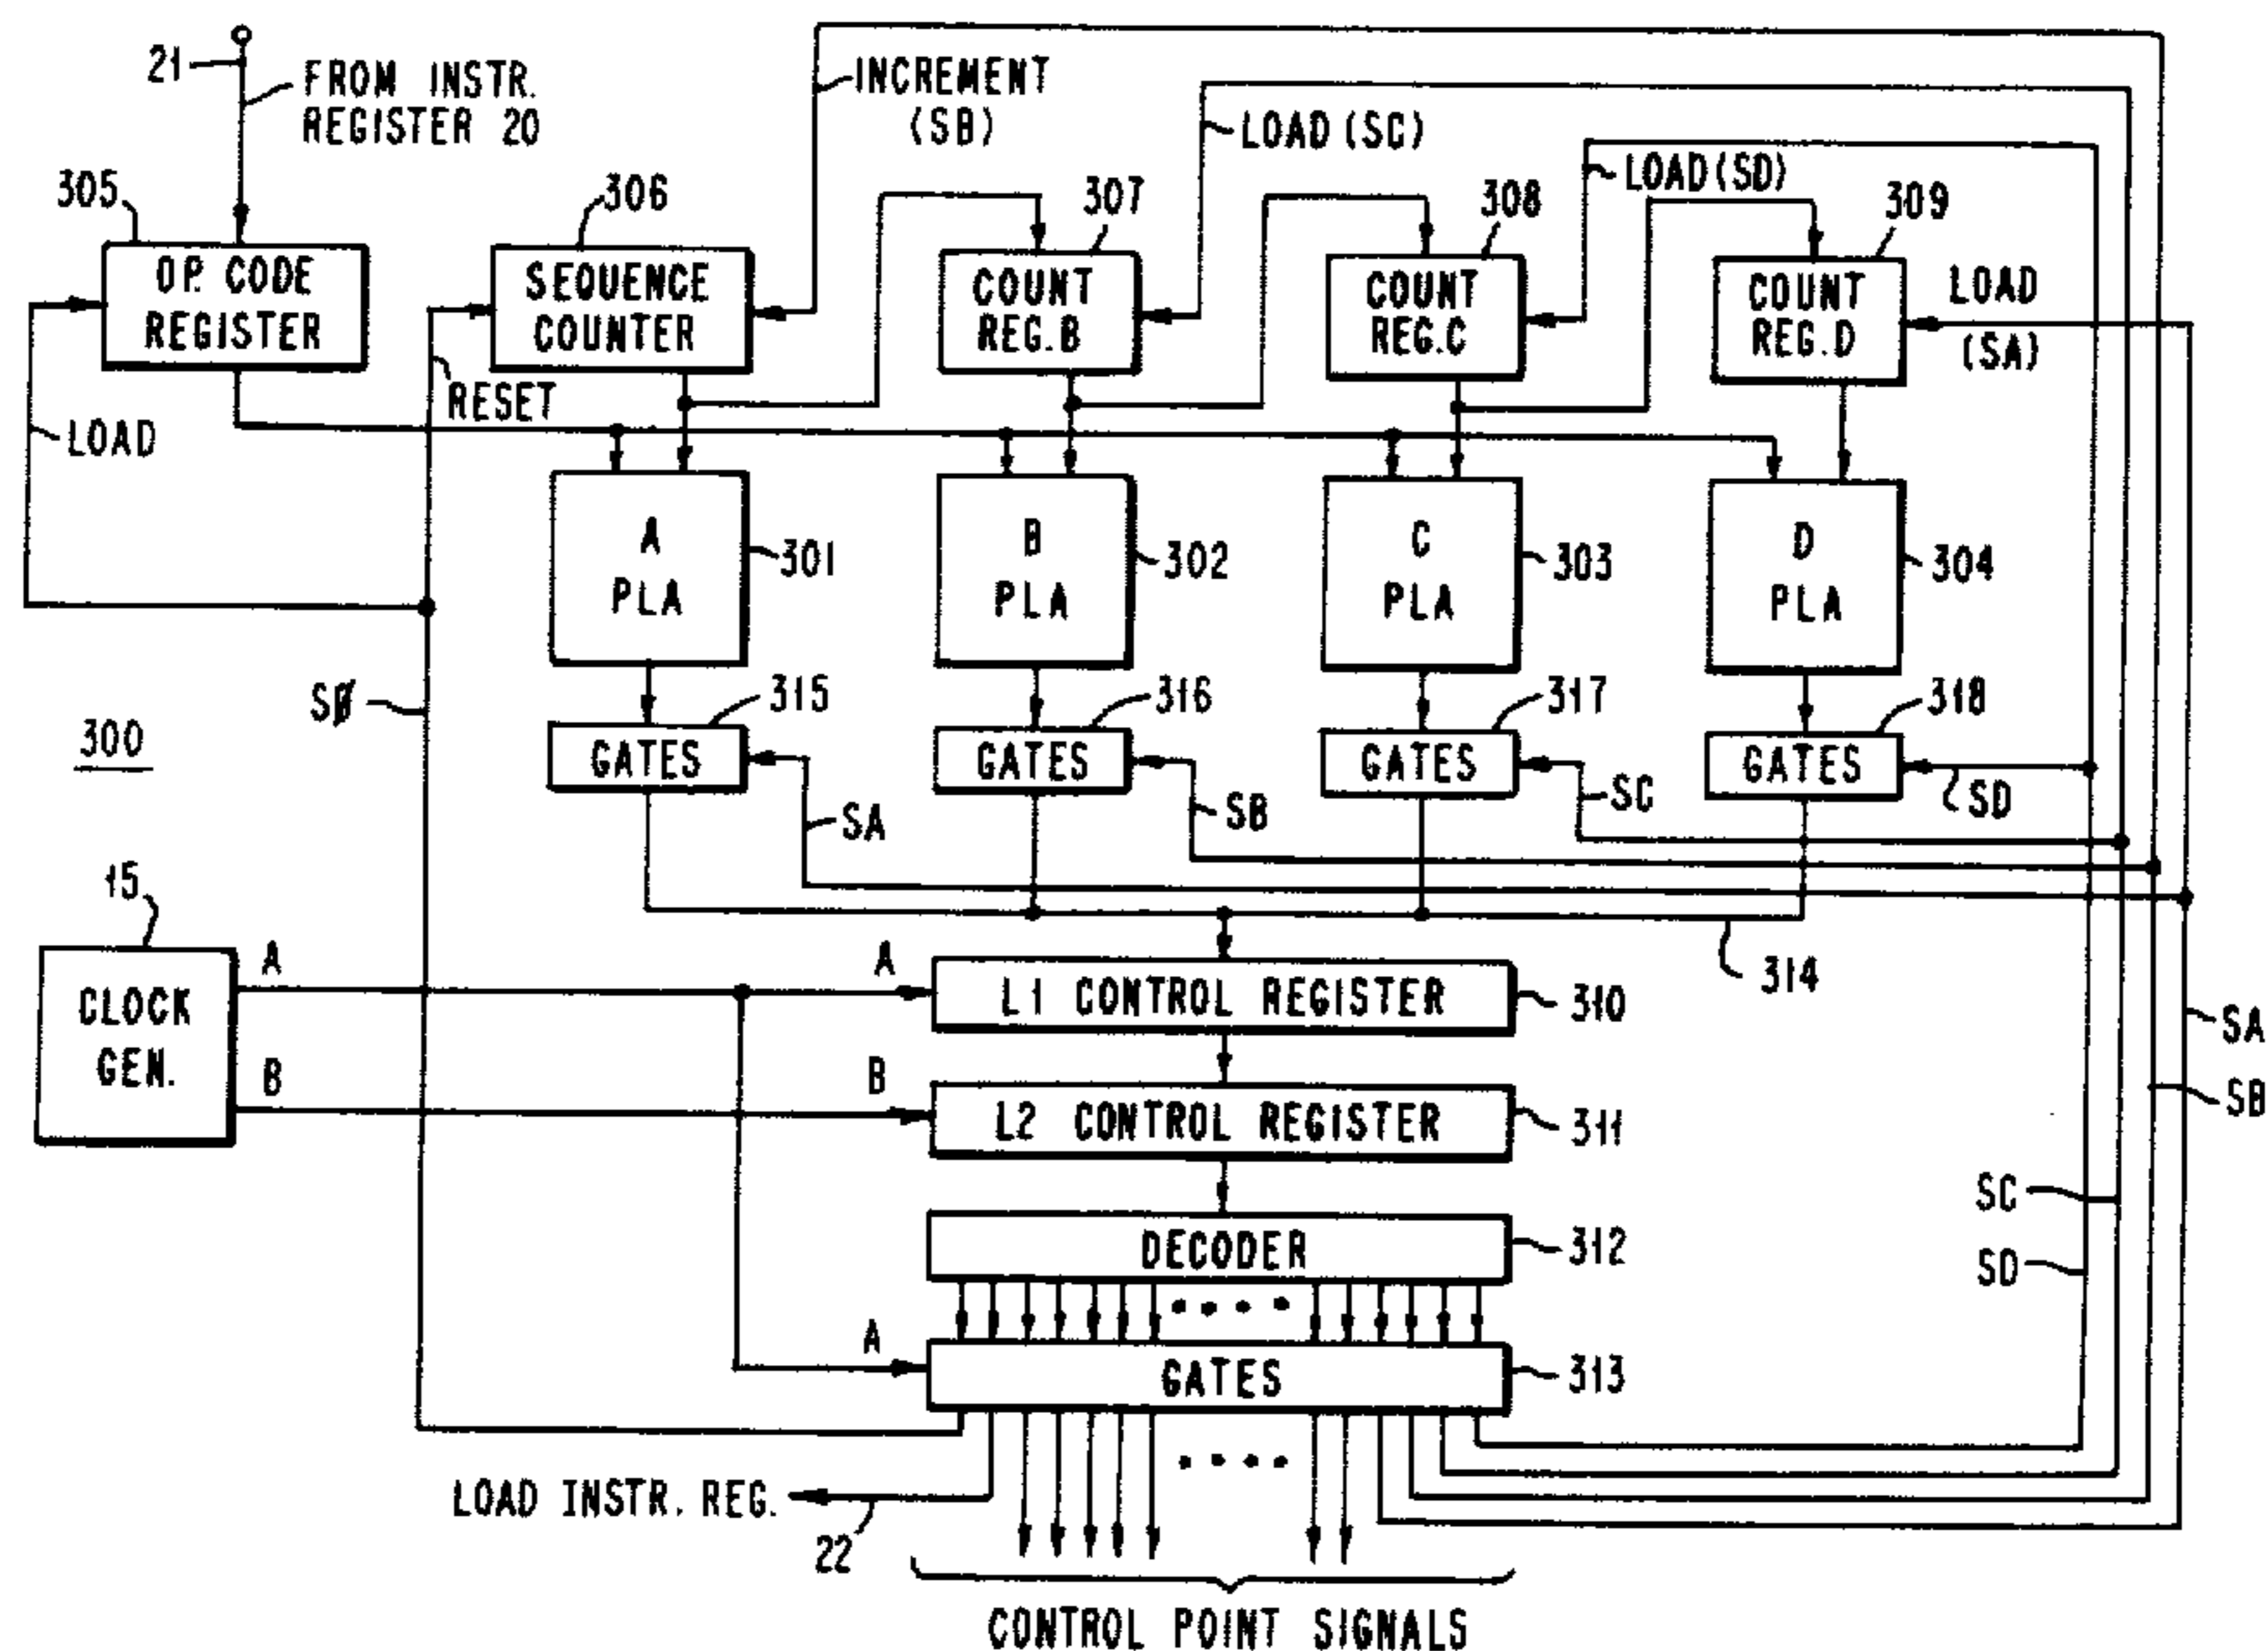 21
FROM INSTR.
REGISTER 20
INCREMENT
(SB)
LOAD (SC)
LOAD (SD)
305
306
307
308
309
OP. CODE
REGISTER
SEQUENCE
COUNTER
COUNT
REG. B
COUNT
REG. C
COUNT
REG. D
LOAD
(SA)
RESET
LOAD
A
PLA
301
B
PLA
302
C
PLA
303
D
PLA
304
SØ
300
315
316
317
318
GATES
GATES
GATES
GATES
SA
SB
SC
SD
15
CLOCK
GEN.
A
B
A
L1 CONTROL REGISTER
310
314
B
L2 CONTROL REGISTER
311
SA
SB
SC
SD
DECODER
312
A
GATES
313
LOAD INSTR. REG.
22
CONTROL POINT SIGNALS